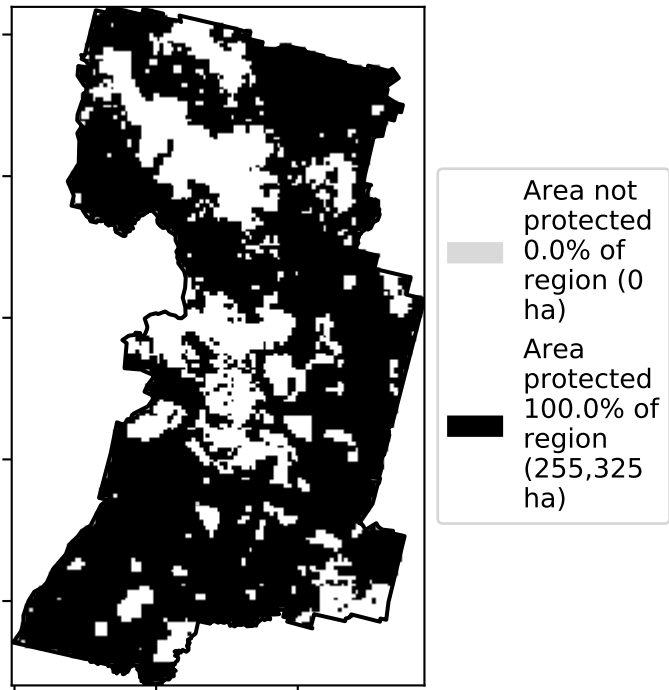 Area not
protected
0.0% of
region (0
ha)
Area
protected
100.0% of
region
(255,325
ha)